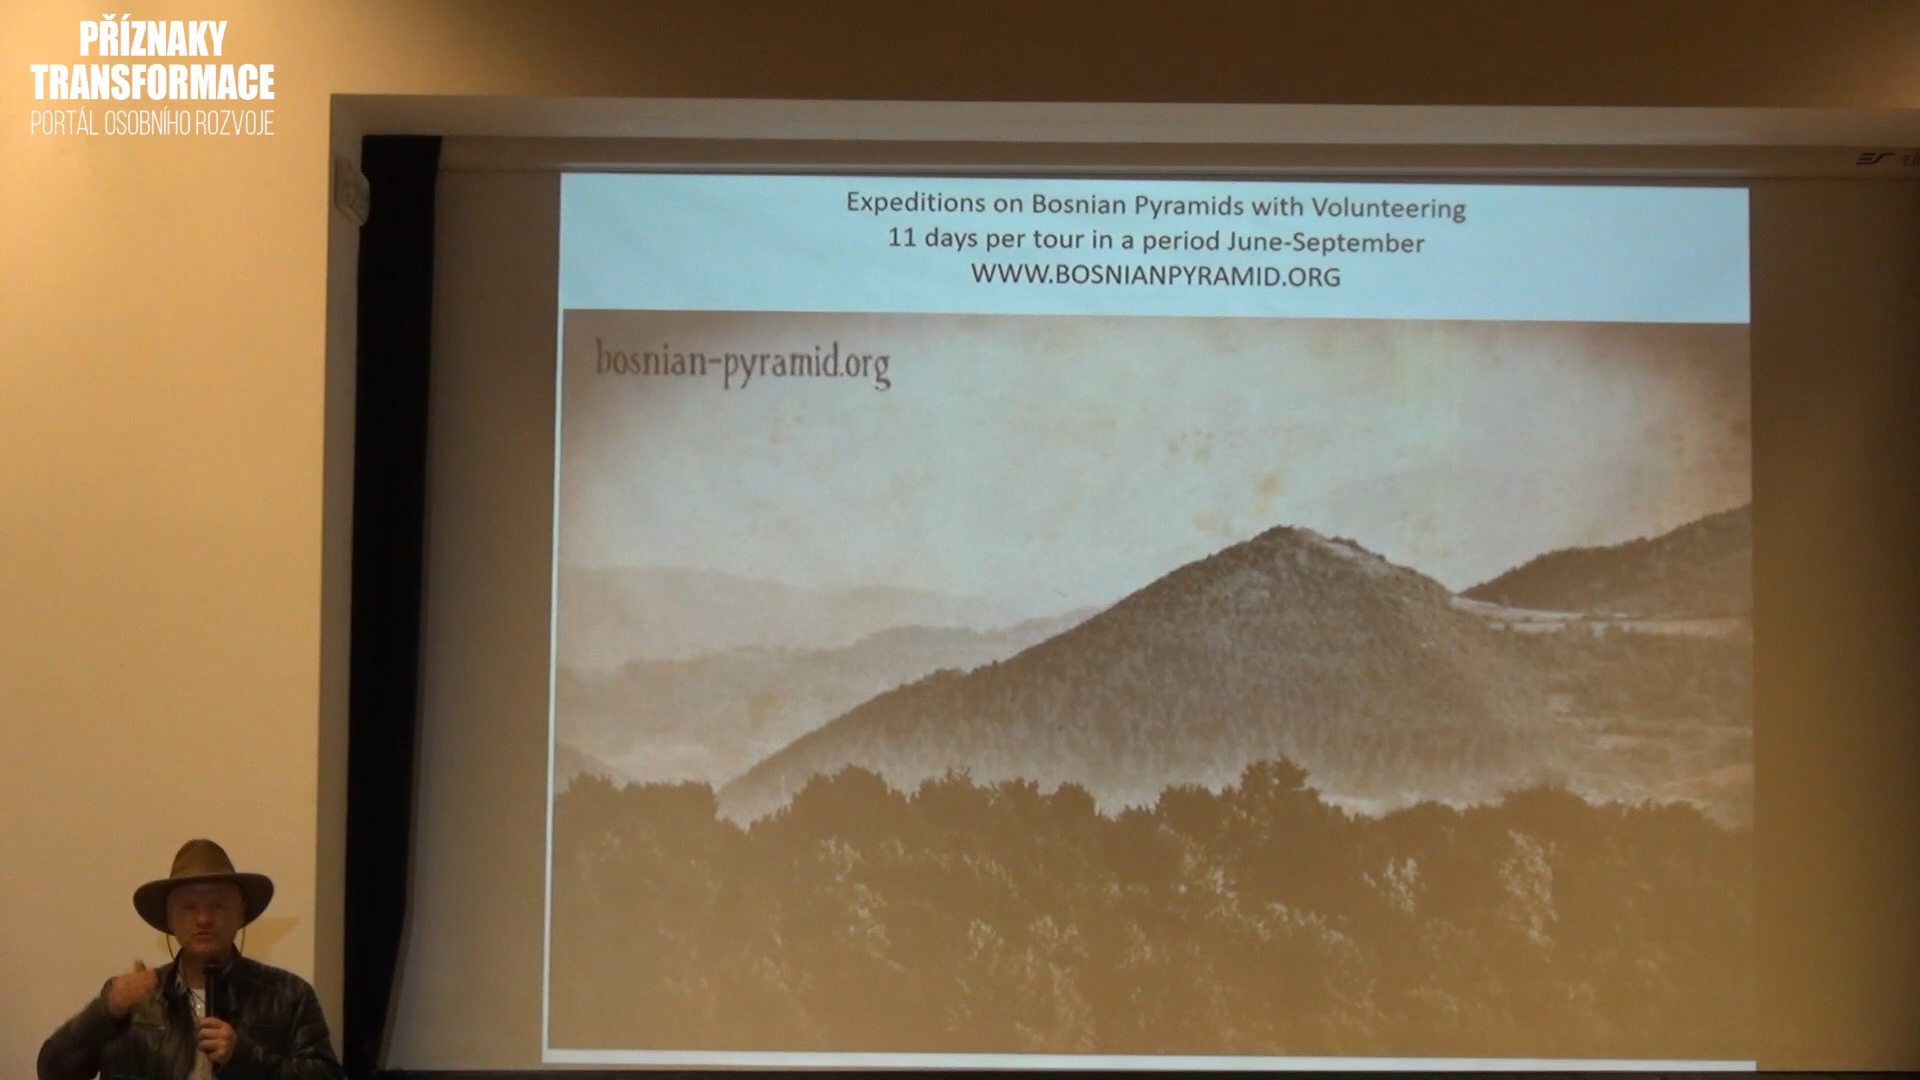 PŘÍZNAKY
TRANSFORMACE
PORTÁL OSOBNÍHO ROZVOJE
Expeditions on Bosnian Pyramids with Volunteering
11 days per tour in a period June-September
WWW.BOSNIANPYRAMID.ORG
bosnian-pyramid.org